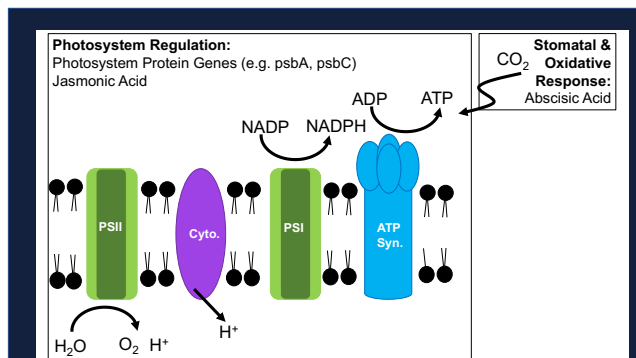 Photosystem Regulation:
Photosystem Protein Genes (e.g. psbA, psbC)
Jasmonic Acid
Stomatal &
Oxidative
Response:
Abscisic Acid
CO₂
ADP
ATP
NADP
NADPH
PSII
Cyto.
PSI
ATP
Syn.
H₂O
O₂
H⁺
H⁺